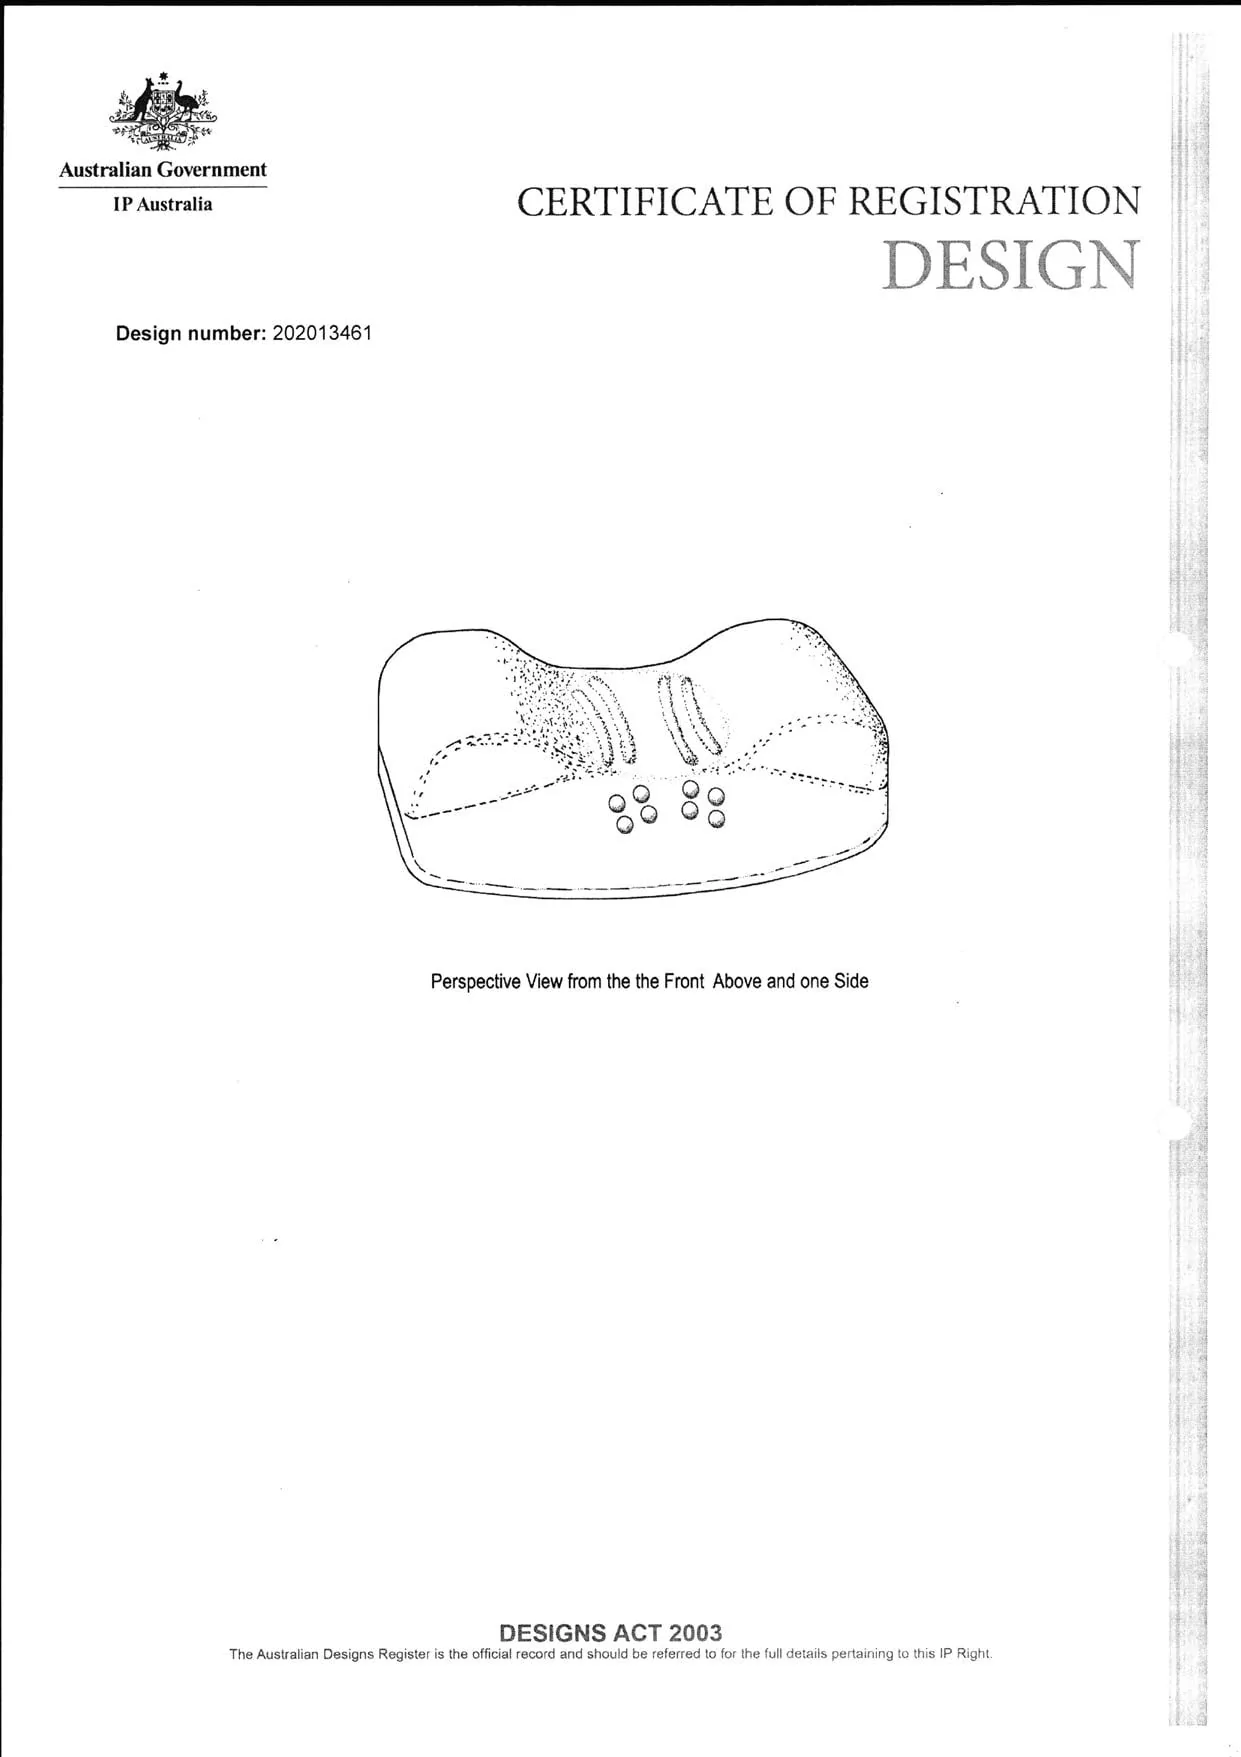 AUSTRALIA
Australian Government
IP Australia
CERTIFICATE OF REGISTRATION
DESIGN
Design number: 202013461
Perspective View from the the Front Above and one Side
DESIGNS ACT 2003
The Australian Designs Register is the official record and should be referred to for the full details pertaining to this IP Right.